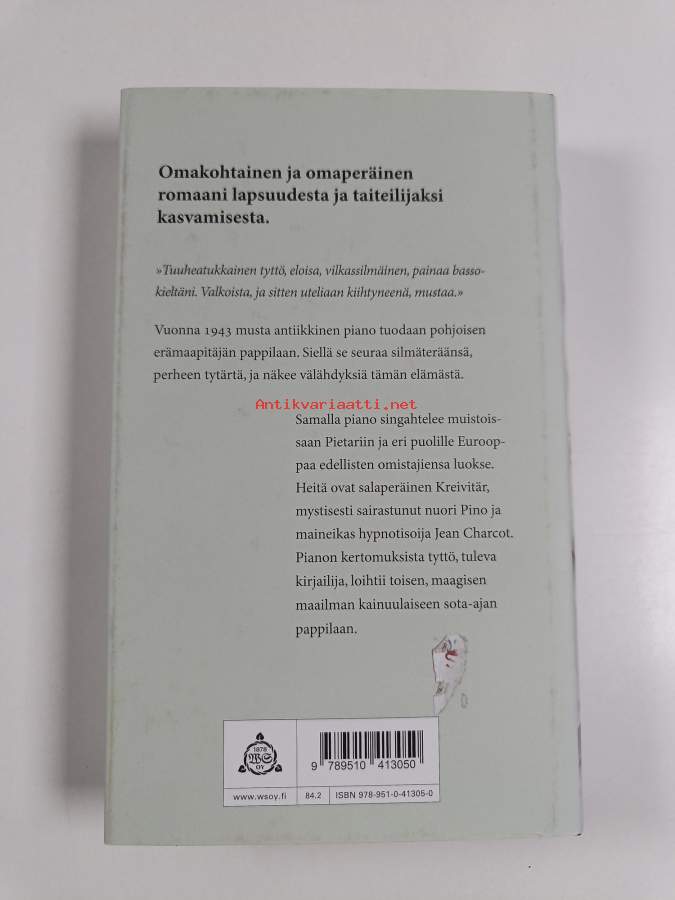 Omakohtainen ja omaperäinen
romaani lapsuudesta ja taiteilijaksi
kasvamisesta.
»Tuuheatukkainen tyttö, eloisa, vilkassilmäinen, painaa basso-
kieltäni. Valkoista, ja sitten uteliaan kiihtyneenä, mustaa.»
Vuonna 1943 musta antiikkinen piano tuodaan pohjoisen
erämaapitäjän pappilaan. Siellä se seuraa silmäteräänsä,
perheen tytärtä, ja näkee välähdyksiä tämän elämästä.
Antikvariaatti.net
Samalla piano singahtelee muistois-
saan Pietariin ja eri puolille Euroop-
paa edellisten omistajiensa luokse.
Heitä ovat salaperäinen Kreivitär,
mystisesti sairastunut nuori Pino ja
maineikas hypnotisoija Jean Charcot.
Pianon kertomuksista tyttö, tuleva
kirjailija, loihtii toisen, maagisen
maailman kainuulaiseen sota-ajan
pappilaan.
1878
WS
OY
9 789510 413050
www.wsoy.fi
84.2
ISBN 978-951-0-41305-0